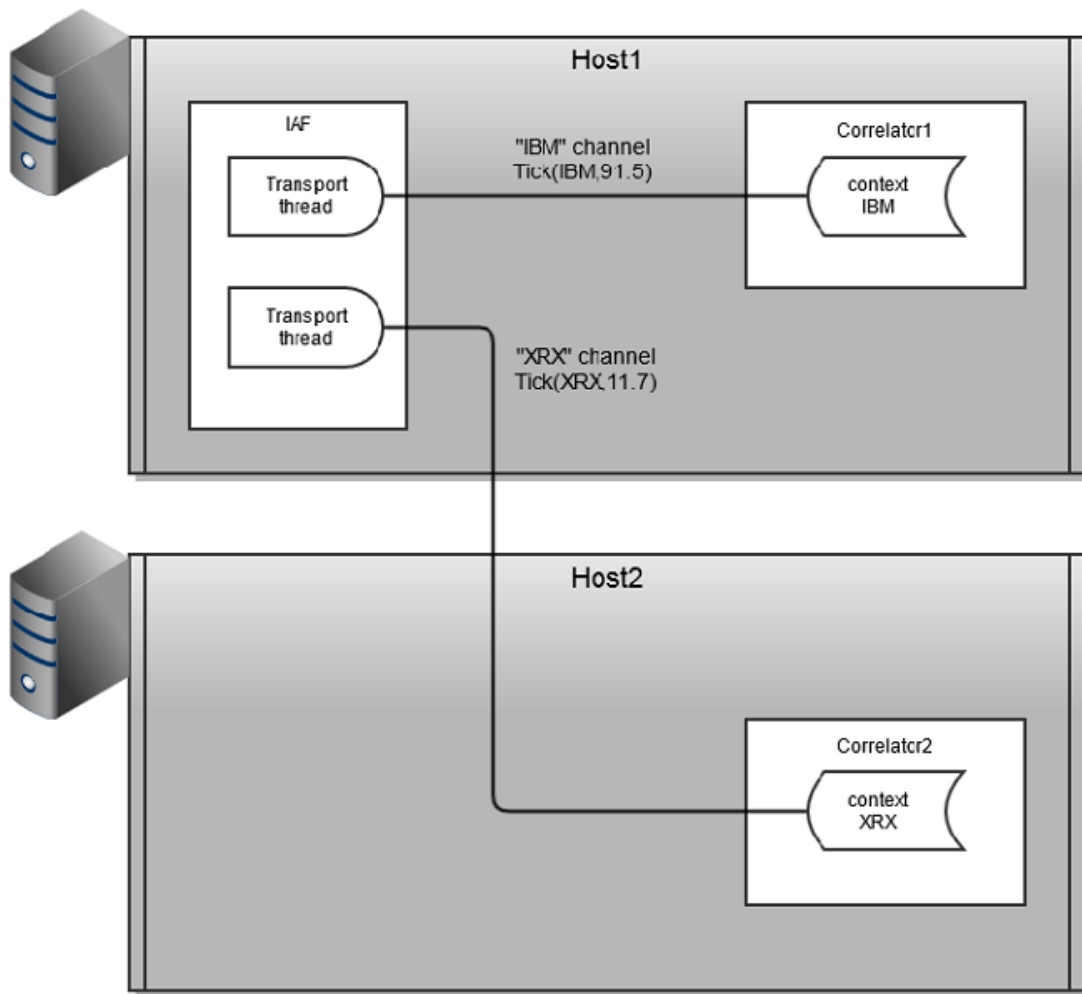 Host1
IAF
Transport
thread
"IBM" channel
Tick(IBM,91.5)
Correlator1
context
IBM
Transport
thread
"XRX" channel
Tick(XRX,11.7)
Host2
Correlator2
context
XRX